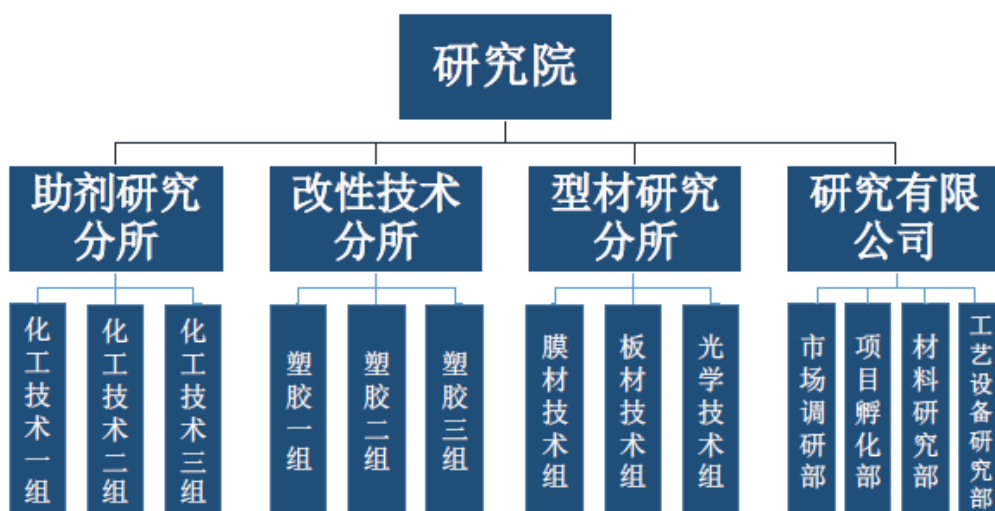 研究院
助剂研究
分所
改性技术
分所
型材研究
分所
研究有限
公司
化工技术一组
化工技术二组
化工技术三组
塑胶一组
塑胶二组
塑胶三组
膜材技术组
板材技术组
光学技术组
市场调研部
项目孵化部
材料研究部
工艺设备研究部